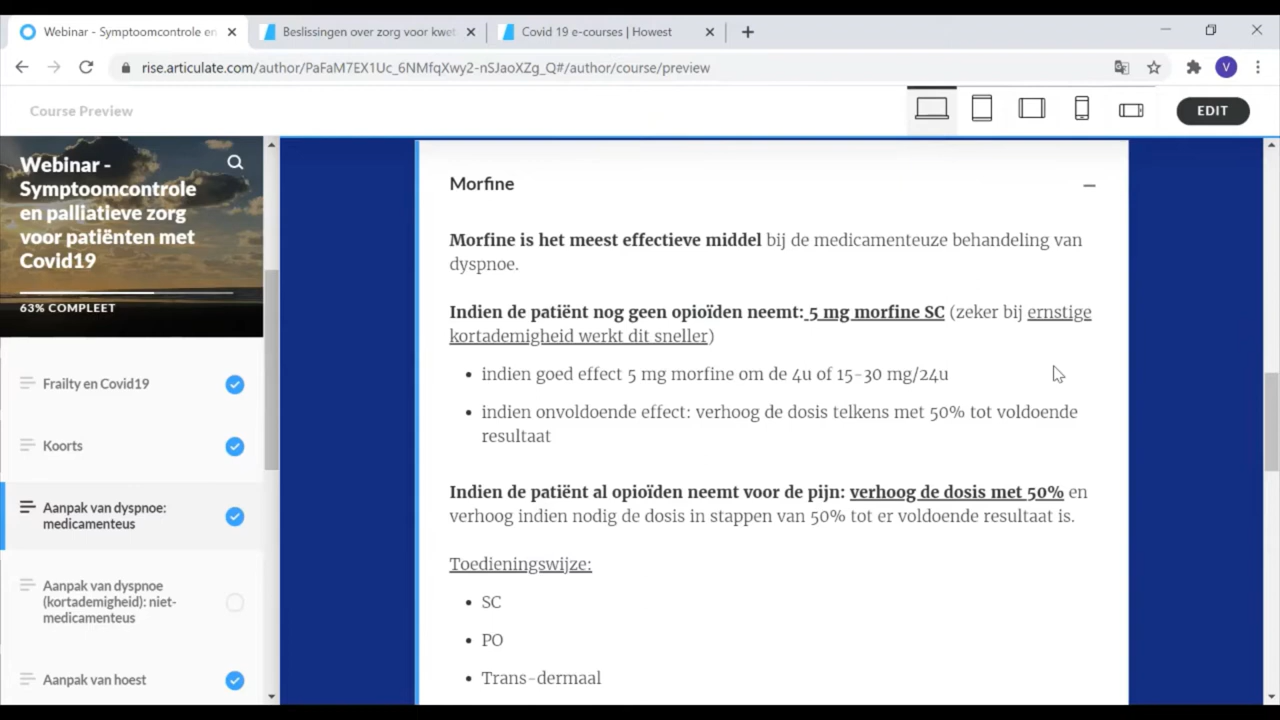 Webinar - Symptoomcontrole en
Beslissingen over zorg voor kwet
Covid 19 e-courses | Howest
rise.articulate.com/author/PaFaM7EX1Uc_6NMfqXwy2-nSJaoXZg_Q#/author/course/preview
V
Course Preview
EDIT
Webinar -
Symptoomcontrole
en palliatieve zorg
voor patiënten met
Covid19
63% COMPLEET
Frailty en Covid19
Koorts
Aanpak van dyspnoe:
medicamenteus
Aanpak van dyspnoe
(kortademigheid): niet-
medicamenteus
Aanpak van hoest
Morfine
Morfine is het meest effectieve middel bij de medicamenteuze behandeling van
dyspnoe.
Indien de patiënt nog geen opioïden neemt: 5 mg morfine SC (zeker bij ernstige
kortademigheid werkt dit sneller)
• indien goed effect 5 mg morfine om de 4u of 15-30 mg/24u
• indien onvoldoende effect: verhoog de dosis telkens met 50% tot voldoende
resultaat
Indien de patiënt al opioïden neemt voor de pijn: verhoog de dosis met 50% en
verhoog indien nodig de dosis in stappen van 50% tot er voldoende resultaat is.
Toedieningswijze:
• SC
• PO
• Trans-dermaal